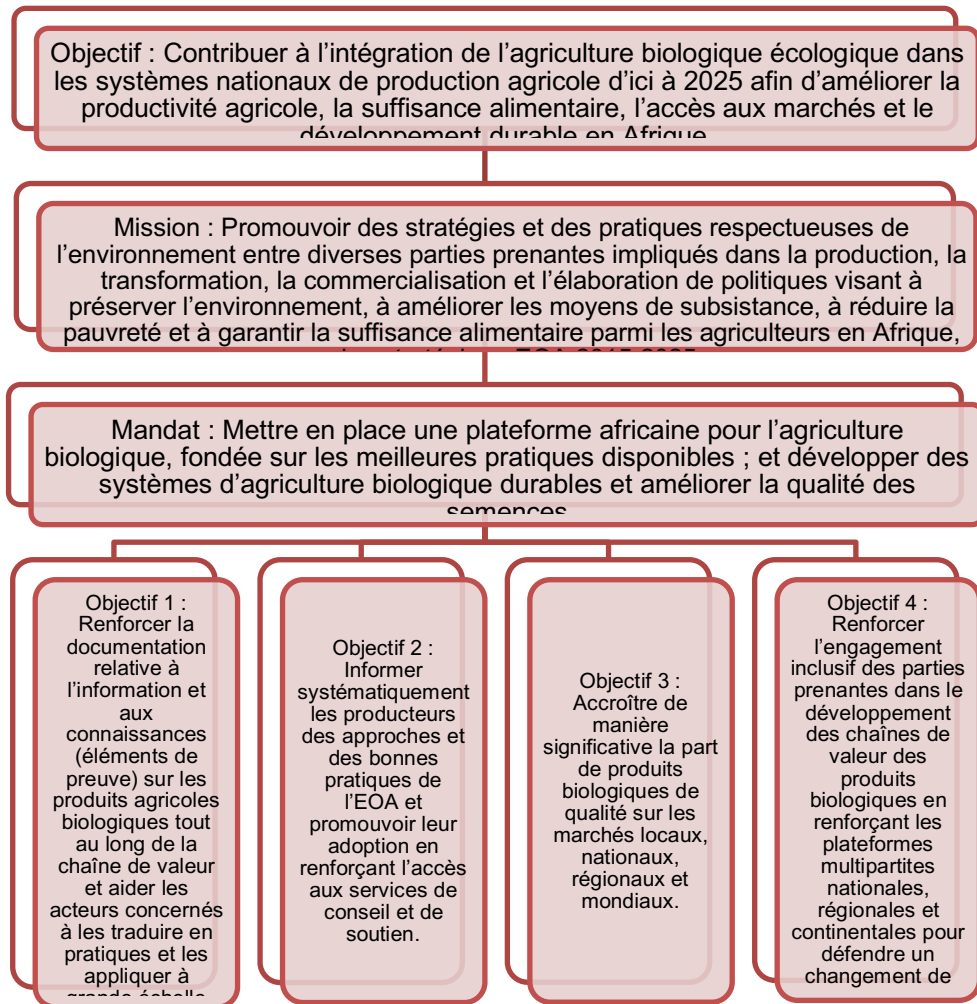 Objectif : Contribuer à l’intégration de l’agriculture biologique écologique dans
les systèmes nationaux de production agricole d’ici à 2025 afin d’améliorer la
productivité agricole, la suffisance alimentaire, l’accès aux marchés et le
développement durable en Afrique
Mission : Promouvoir des stratégies et des pratiques respectueuses de
l’environnement entre diverses parties prenantes impliqués dans la production, la
transformation, la commercialisation et l’élaboration de politiques visant à
préserver l’environnement, à améliorer les moyens de subsistance, à réduire la
pauvreté et à garantir la suffisance alimentaire parmi les agriculteurs en Afrique,
EOA 2015-2025
Mandat : Mettre en place une plateforme africaine pour l’agriculture
biologique, fondée sur les meilleures pratiques disponibles ; et développer des
systèmes d’agriculture biologique durables et améliorer la qualité des
semences
Objectif 1 :
Renforcer la
documentation
relative à
l’information et
aux
connaissances
(éléments de
preuve) sur les
produits agricoles
biologiques tout
au long de la
chaîne de valeur
et aider les
acteurs concernés
à les traduire en
pratiques et les
appliquer à
grande échelle
Objectif 2 :
Informer
systématiquement
les producteurs
des approches et
des bonnes
pratiques de
l’EOA et
promouvoir leur
adoption en
renforçant l’accès
aux services de
conseil et de
soutien.
Objectif 3 :
Accroître de
manière
significative la part
de produits
biologiques de
qualité sur les
marchés locaux,
nationaux,
régionaux et
mondiaux.
Objectif 4 :
Renforcer
l’engagement
inclusif des parties
prenantes dans le
développement
des chaînes de
valeur des
produits
biologiques en
renforçant les
plateformes
multipartites
nationales,
régionales et
continentales pour
défendre un
changement de